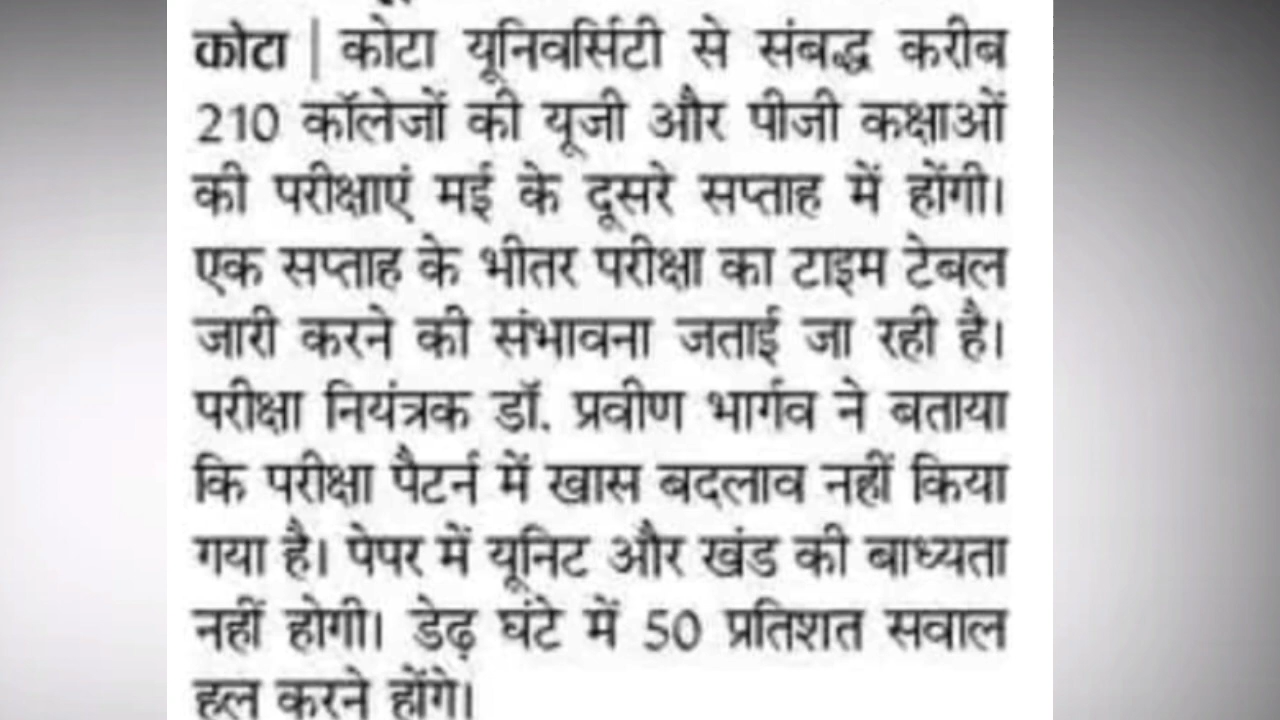 कोटा | कोटा यूनिवर्सिटी से संबद्ध करीब
210 कॉलेजों की यूजी और पीजी कक्षाओं
की परीक्षाएं मई के दूसरे सप्ताह में होंगी।
एक सप्ताह के भीतर परीक्षा का टाइम टेबल
जारी करने की संभावना जताई जा रही है।
परीक्षा नियंत्रक डॉ. प्रवीण भार्गव ने बताया
कि परीक्षा पैटर्न में खास बदलाव नहीं किया
गया है। पेपर में यूनिट और खंड की बाध्यता
नहीं होगी। डेढ़ घंटे में 50 प्रतिशत सवाल
हल करने होंगे।